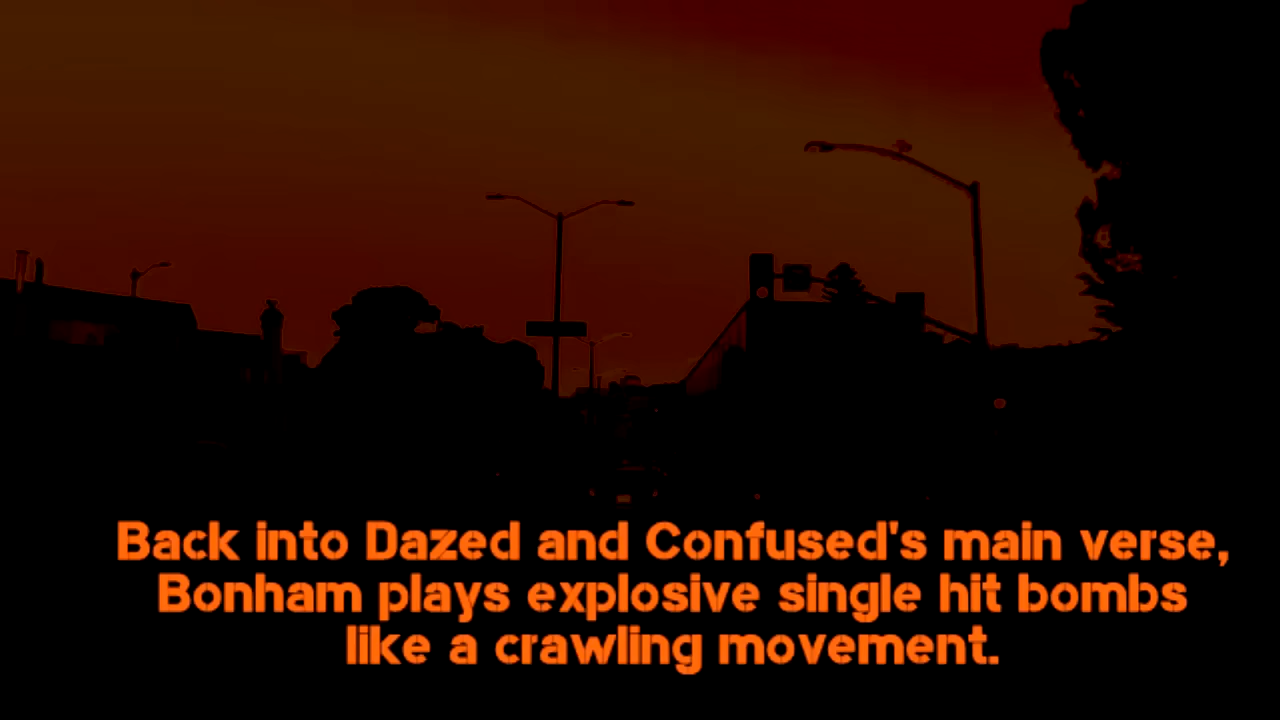 Back into Dazed and Confused's main verse,
Bonham plays explosive single hit bombs
like a crawling movement.